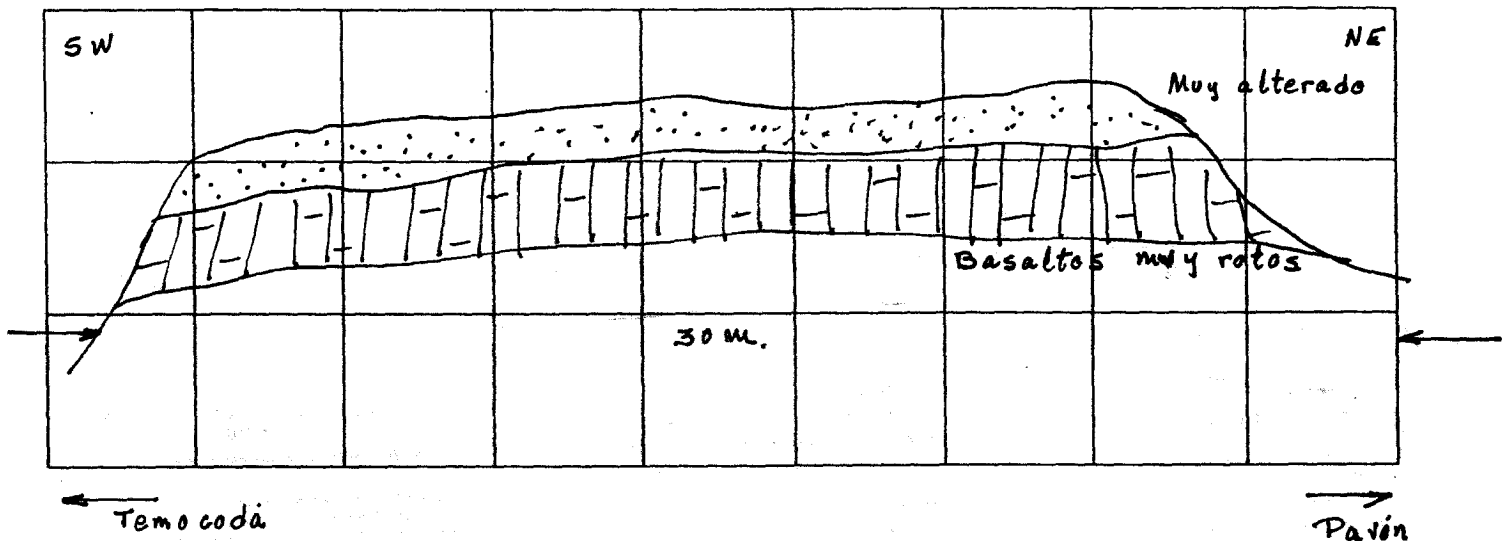 SW
NE
Muy alterado
Basaltos muy rotos
30 m.
Temocodá
Pavón